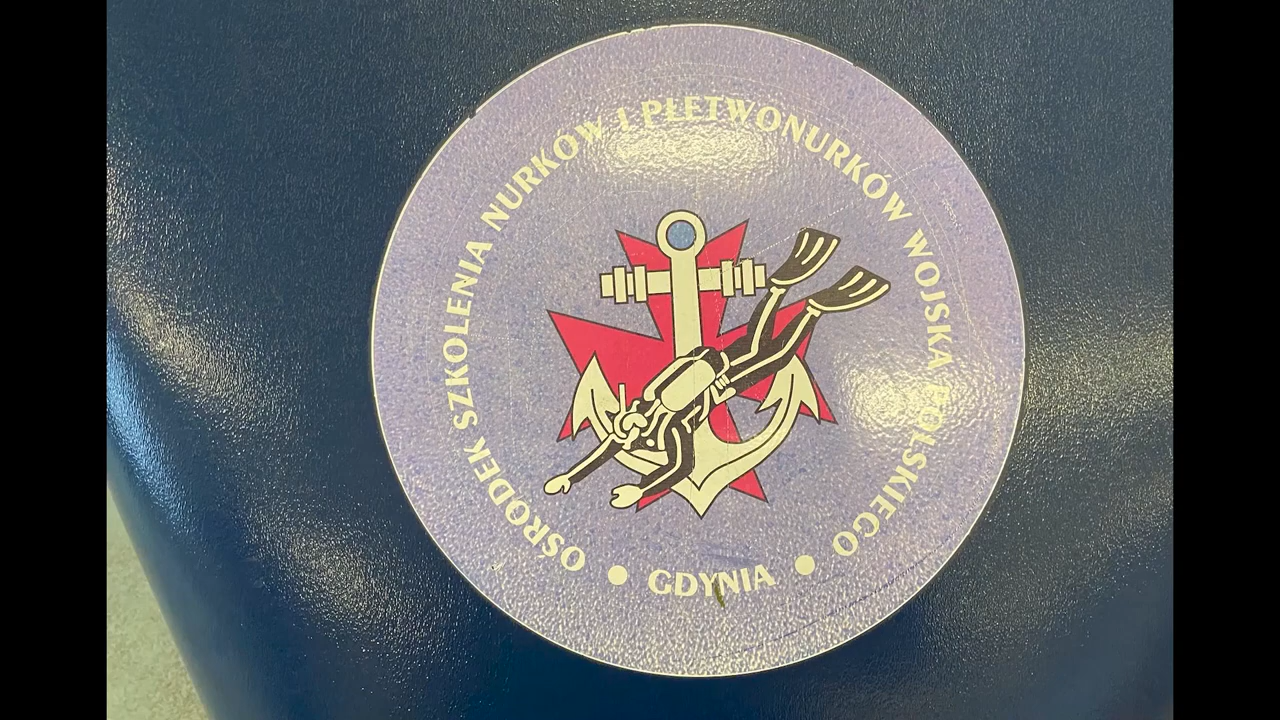 OŚRODEK SZKOLENIA NURKÓW I PŁETWONURKÓW WOJSKA POLSKIEGO
• GDYNIA •